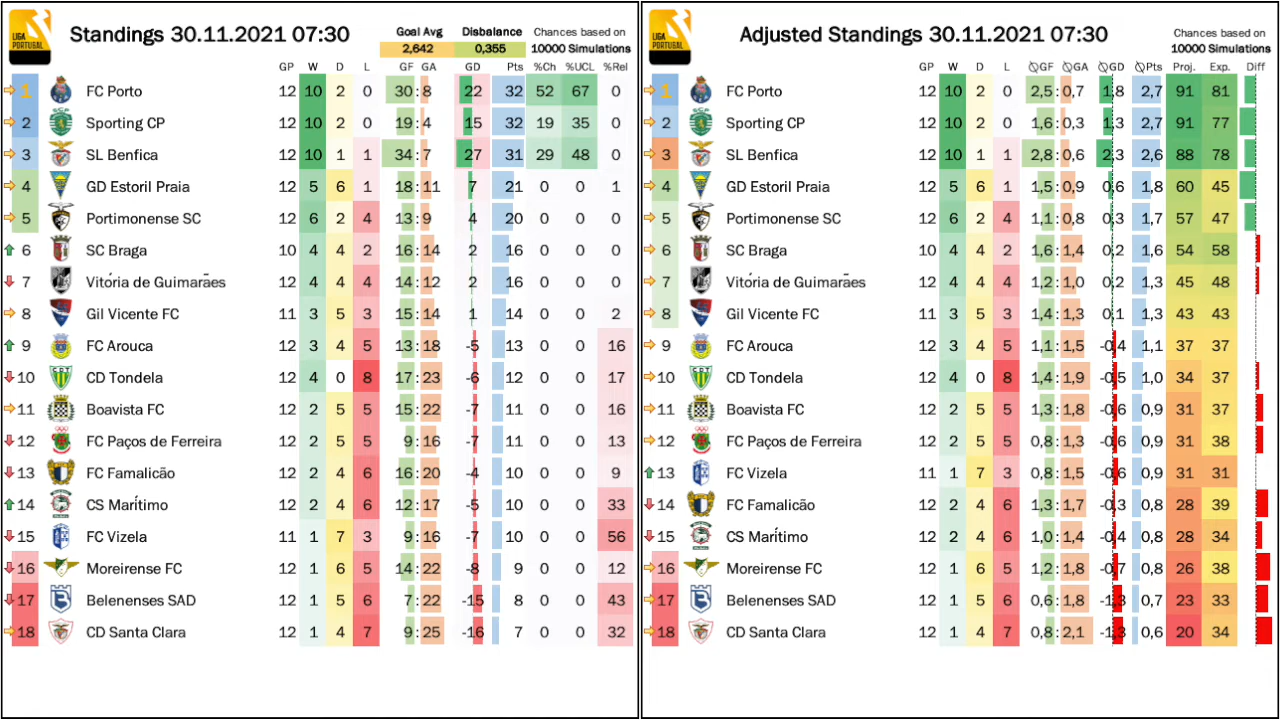 LIGA PORTUGAL
Standings 30.11.2021 07:30
Goal Avg Disbalance Chances based on
2,642 0,355 10000 Simulations
GP W D L GF GA GD Pts %Ch %UCL %Rel
1 FC Porto 12 10 2 0 30 : 8 22 32 52 67 0
2 Sporting CP 12 10 2 0 19 : 4 15 32 19 35 0
3 SL Benfica 12 10 1 1 34 : 7 27 31 29 48 0
4 GD Estoril Praia 12 5 6 1 18 : 11 7 21 0 0 1
5 Portimonense SC 12 6 2 4 13 : 9 4 20 0 0 0
6 SC Braga 10 4 4 2 16 : 14 2 16 0 0 0
7 Vitória de Guimarães 12 4 4 4 14 : 12 2 16 0 0 0
8 Gil Vicente FC 11 3 5 3 15 : 14 1 14 0 0 2
9 FC Arouca 12 3 4 5 13 : 18 -5 13 0 0 16
10 CD Tondela 12 4 0 8 17 : 23 -6 12 0 0 17
11 Boavista FC 12 2 5 5 15 : 22 -7 11 0 0 16
12 FC Paços de Ferreira 12 2 5 5 9 : 16 -7 11 0 0 13
13 FC Famalicão 12 2 4 6 16 : 20 -4 10 0 0 9
14 CS Marítimo 12 2 4 6 12 : 17 -5 10 0 0 33
15 FC Vizela 11 1 7 3 9 : 16 -7 10 0 0 56
16 Moreirense FC 12 1 6 5 14 : 22 -8 9 0 0 12
17 Belenenses SAD 12 1 5 6 7 : 22 -15 8 0 0 43
18 CD Santa Clara 12 1 4 7 9 : 25 -16 7 0 0 32
LIGA PORTUGAL
Adjusted Standings 30.11.2021 07:30
Chances based on
10000 Simulations
GP W D L ∅GF ∅GA ∅GD ∅Pts Proj. Exp. Diff
1 FC Porto 12 10 2 0 2,5 : 0,7 1,8 2,7 91 81
2 Sporting CP 12 10 2 0 1,6 : 0,3 1,3 2,7 91 77
3 SL Benfica 12 10 1 1 2,8 : 0,6 2,3 2,6 88 78
4 GD Estoril Praia 12 5 6 1 1,5 : 0,9 0,6 1,8 60 45
5 Portimonense SC 12 6 2 4 1,1 : 0,8 0,3 1,7 57 47
6 SC Braga 10 4 4 2 1,6 : 1,4 0,2 1,6 54 58
7 Vitória de Guimarães 12 4 4 4 1,2 : 1,0 0,2 1,3 45 48
8 Gil Vicente FC 11 3 5 3 1,4 : 1,3 0,1 1,3 43 43
9 FC Arouca 12 3 4 5 1,1 : 1,5 -0,4 1,1 37 37
10 CD Tondela 12 4 0 8 1,4 : 1,9 -0,5 1,0 34 37
11 Boavista FC 12 2 5 5 1,3 : 1,8 -0,6 0,9 31 37
12 FC Paços de Ferreira 12 2 5 5 0,8 : 1,3 -0,6 0,9 31 38
13 FC Vizela 11 1 7 3 0,8 : 1,5 -0,6 0,9 31 31
14 FC Famalicão 12 2 4 6 1,3 : 1,7 -0,3 0,8 28 39
15 CS Marítimo 12 2 4 6 1,0 : 1,4 -0,4 0,8 28 34
16 Moreirense FC 12 1 6 5 1,2 : 1,8 -0,7 0,8 26 38
17 Belenenses SAD 12 1 5 6 0,6 : 1,8 -1,3 0,7 23 33
18 CD Santa Clara 12 1 4 7 0,8 : 2,1 -1,3 0,6 20 34